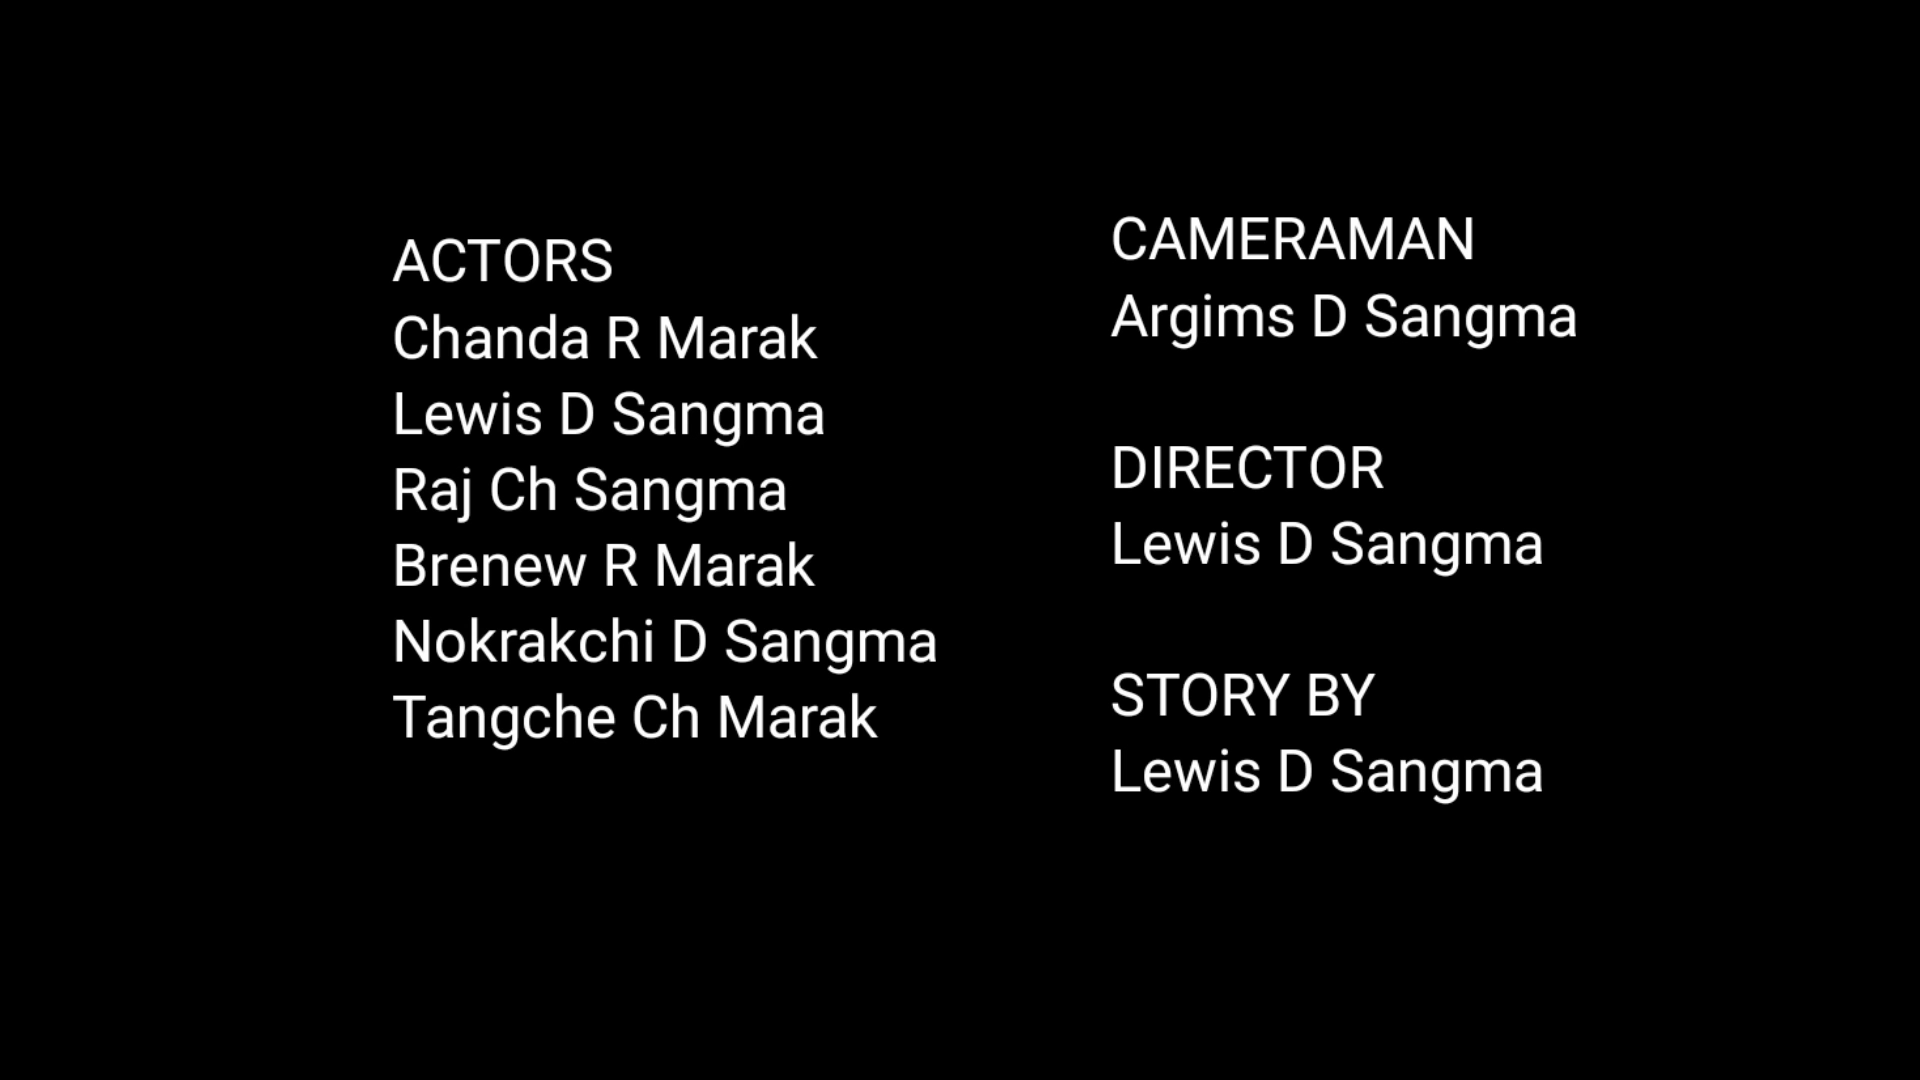 ACTORS
Chanda R Marak
Lewis D Sangma
Raj Ch Sangma
Brenew R Marak
Nokrakchi D Sangma
Tangche Ch Marak
CAMERAMAN
Argims D Sangma
DIRECTOR
Lewis D Sangma
STORY BY
Lewis D Sangma